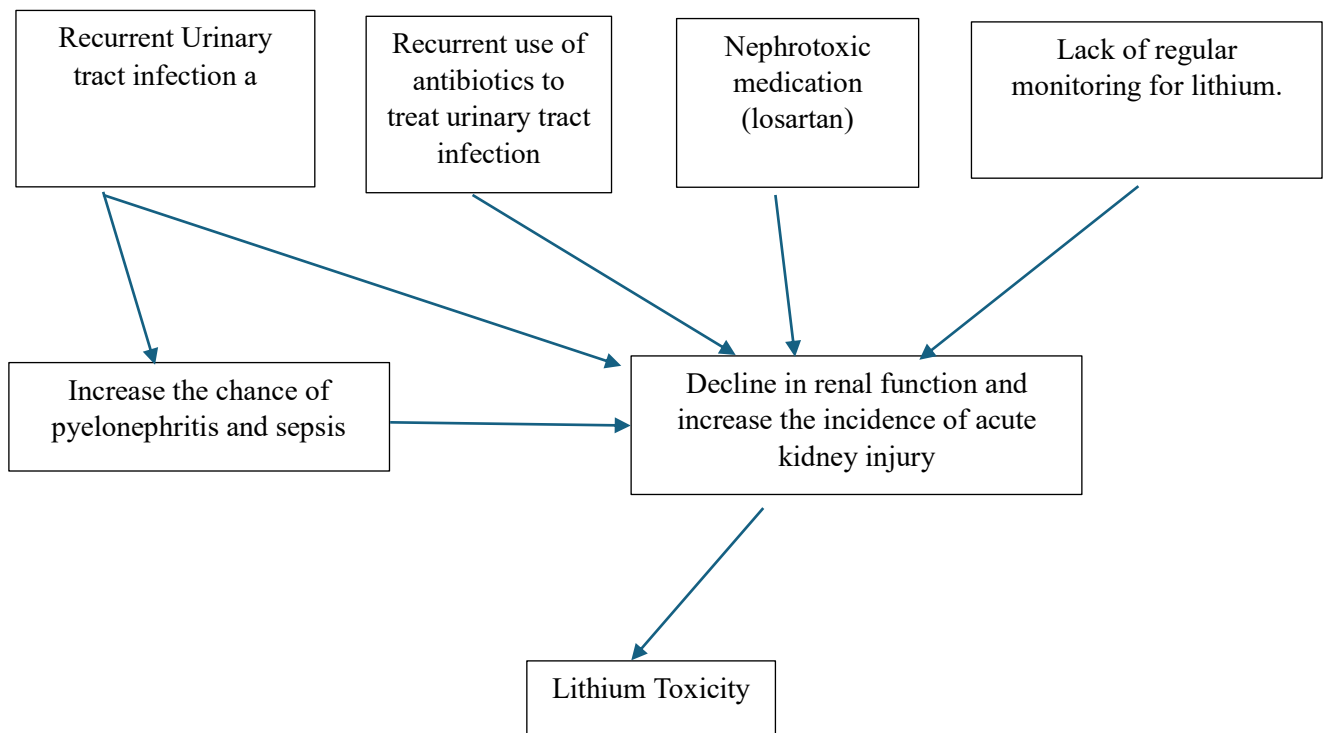 Recurrent Urinary
tract infection a
Recurrent use of
antibiotics to
treat urinary tract
infection
Nephrotoxic
medication
(losartan)
Lack of regular
monitoring for lithium.
Increase the chance of
pyelonephritis and sepsis
Decline in renal function and
increase the incidence of acute
kidney injury
Lithium Toxicity